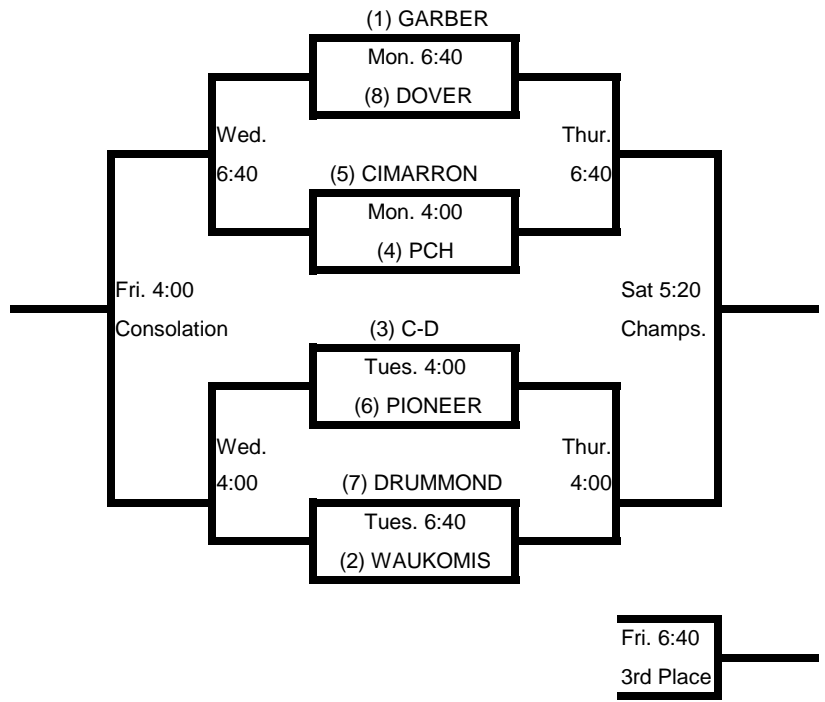 (1) GARBER
Mon. 6:40
(8) DOVER
Wed.
6:40
Thur.
6:40
(5) CIMARRON
Mon. 4:00
(4) PCH
Fri. 4:00
Consolation
Sat 5:20
Champs.
(3) C-D
Tues. 4:00
(6) PIONEER
Wed.
4:00
Thur.
4:00
(7) DRUMMOND
Tues. 6:40
(2) WAUKOMIS
Fri. 6:40
3rd Place